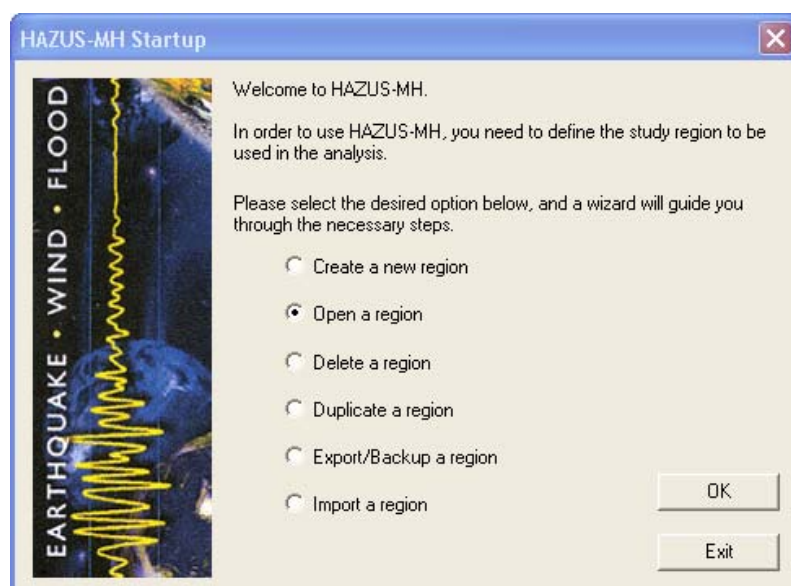 HAZUS-MH Startup
EARTHQUAKE • WIND • FLOOD
Welcome to HAZUS-MH.
In order to use HAZUS-MH, you need to define the study region to be
used in the analysis.
Please select the desired option below, and a wizard will guide you
through the necessary steps.
Create a new region
Open a region
Delete a region
Duplicate a region
Export/Backup a region
Import a region
OK
Exit